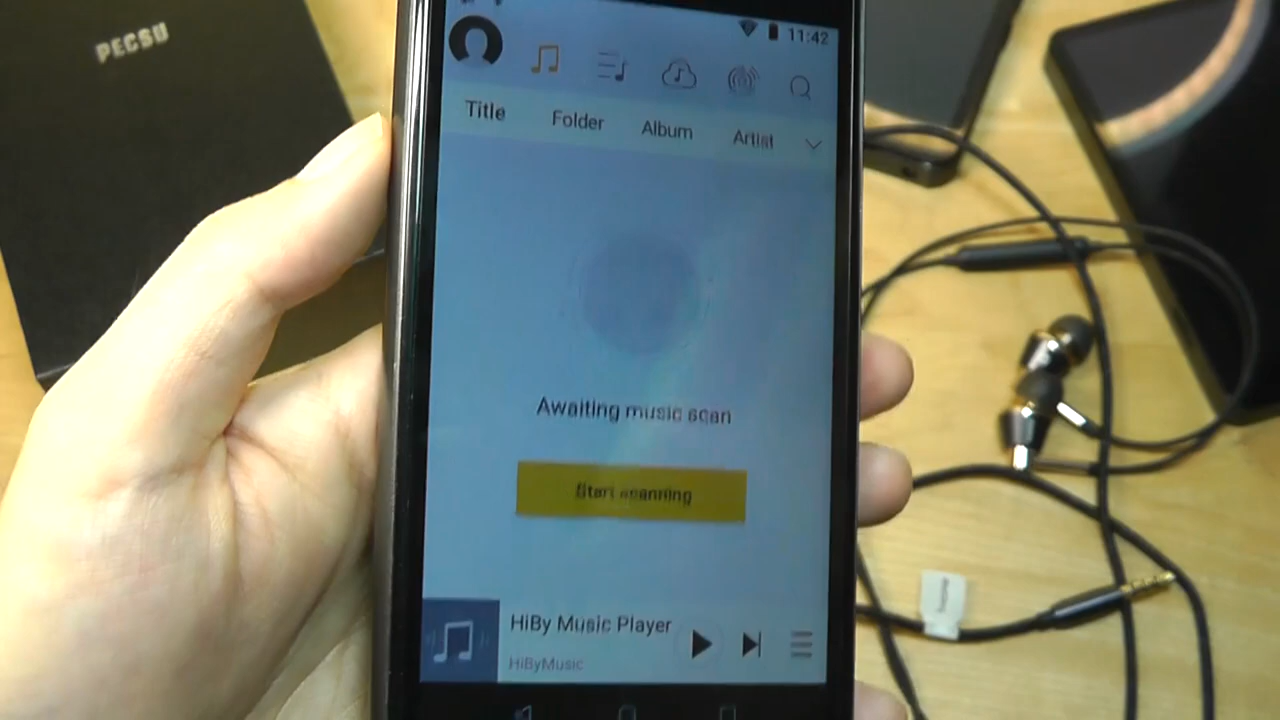 PECSU
11:42
Title Folder Album Artist
Awaiting music scan
Start scanning
HiBy Music Player
HiByMusic